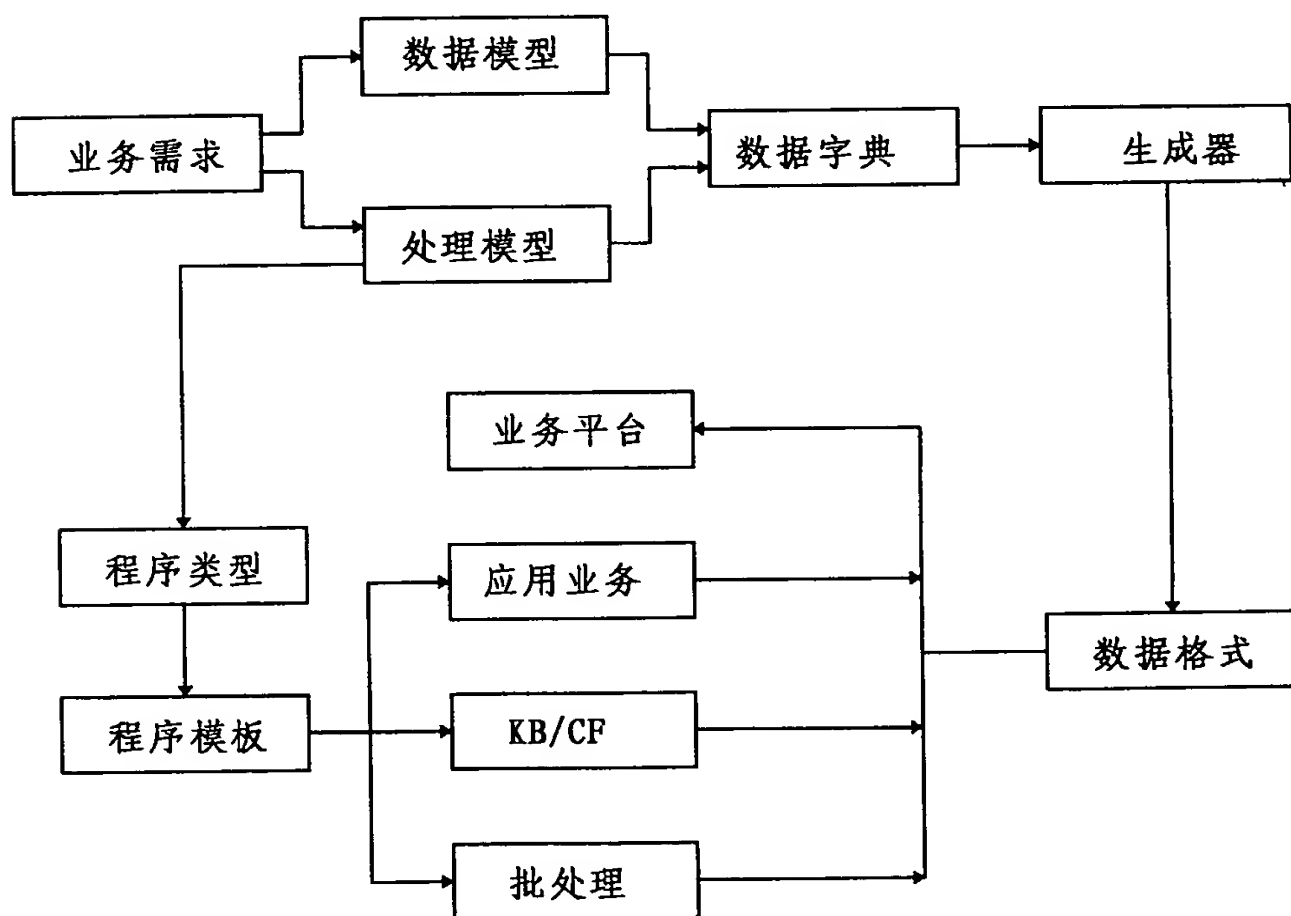 数据模型
业务需求
数据字典
生成器
处理模型
业务平台
程序类型
应用业务
数据格式
程序模板
KB/CF
批处理